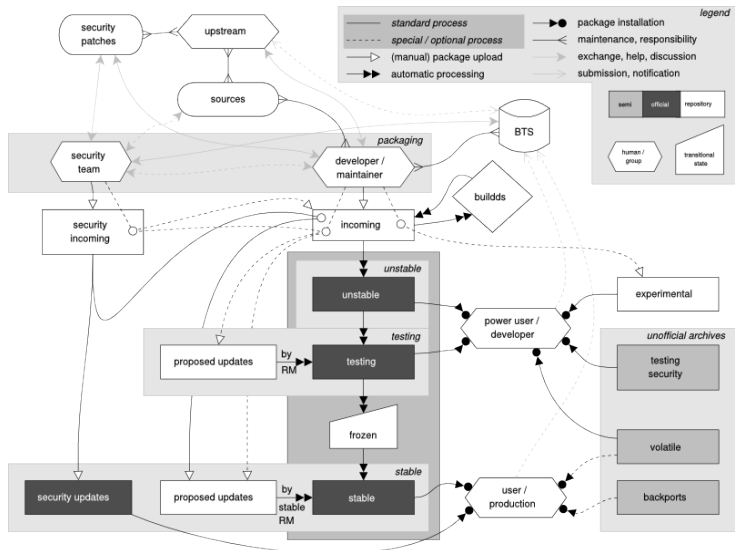 legend
standard process
special / optional process
(manual) package upload
automatic processing
package installation
maintenance, responsibility
exchange, help, discussion
submission, notification
semi
official
repository
human /
group
transitional
state
security
patches
upstream
sources
BTS
packaging
security
team
developer /
maintainer
buildds
security
incoming
incoming
unstable
unstable
experimental
power user /
developer
testing
proposed updates
by
RM
testing
unofficial archives
testing
security
frozen
volatile
stable
security updates
proposed updates
by
stable
RM
stable
user /
production
backports